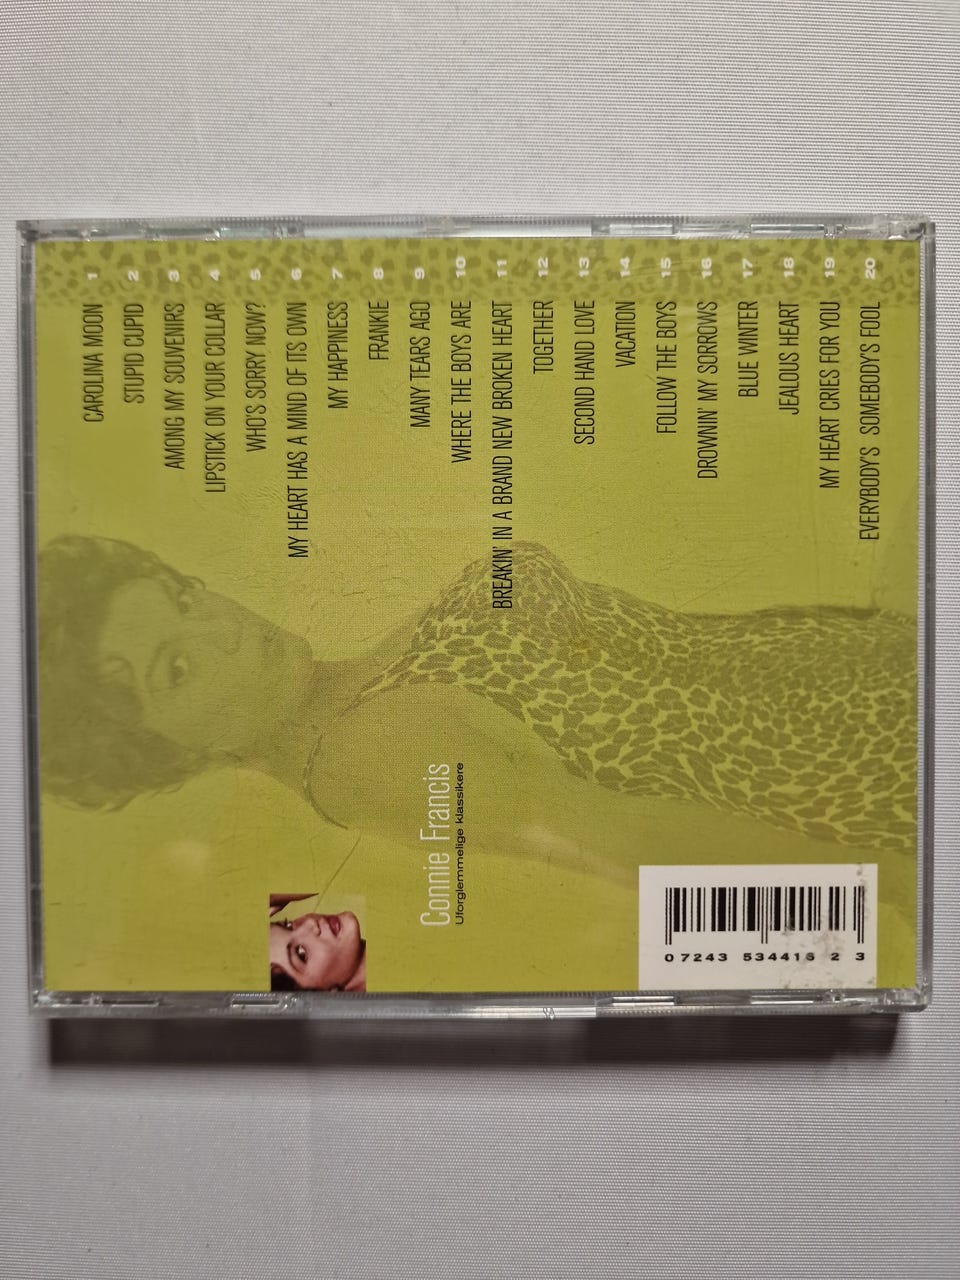 CAROLINA MOON 1
STUPID CUPID 2
AMONG MY SOUVENIRS 3
LIPSTICK ON YOUR COLLAR 4
WHO'S SORRY NOW? 5
MY HEART HAS A MIND OF ITS OWN 6
MY HAPPINESS 7
FRANKIE 8
MANY TEARS AGO 9
WHERE THE BOYS ARE 10
BREAKIN' IN A BRAND NEW BROKEN HEART 11
TOGETHER 12
SECOND HAND LOVE 13
VACATION 14
FOLLOW THE BOYS 15
DROWNIN' MY SORROWS 16
BLUE WINTER 17
JEALOUS HEART 18
MY HEART CRIES FOR YOU 19
EVERYBODY'S SOMEBODY'S FOOL 20
Connie Francis
Uforglemmelige klassikere
0 7243 534416 2 3